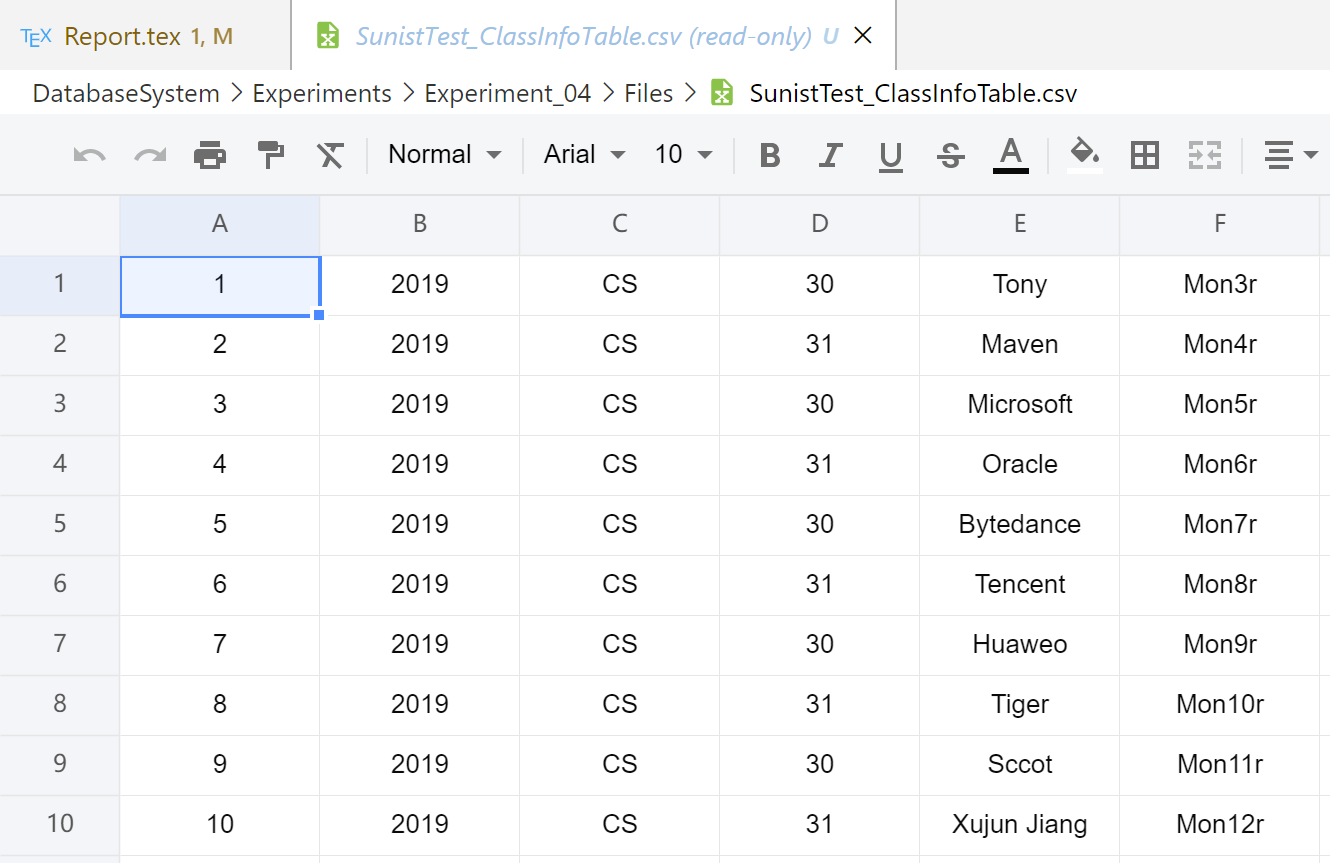 TEX Report.tex 1, M SunistTest_ClassInfoTable.csv (read-only) U
DatabaseSystem > Experiments > Experiment_04 > Files > SunistTest_ClassInfoTable.csv
Normal Arial 10 B I U S A
A B C D E F
1 1 2019 CS 30 Tony Mon3r
2 2 2019 CS 31 Maven Mon4r
3 3 2019 CS 30 Microsoft Mon5r
4 4 2019 CS 31 Oracle Mon6r
5 5 2019 CS 30 Bytedance Mon7r
6 6 2019 CS 31 Tencent Mon8r
7 7 2019 CS 30 Huaweo Mon9r
8 8 2019 CS 31 Tiger Mon10r
9 9 2019 CS 30 Sccot Mon11r
10 10 2019 CS 31 Xujun Jiang Mon12r